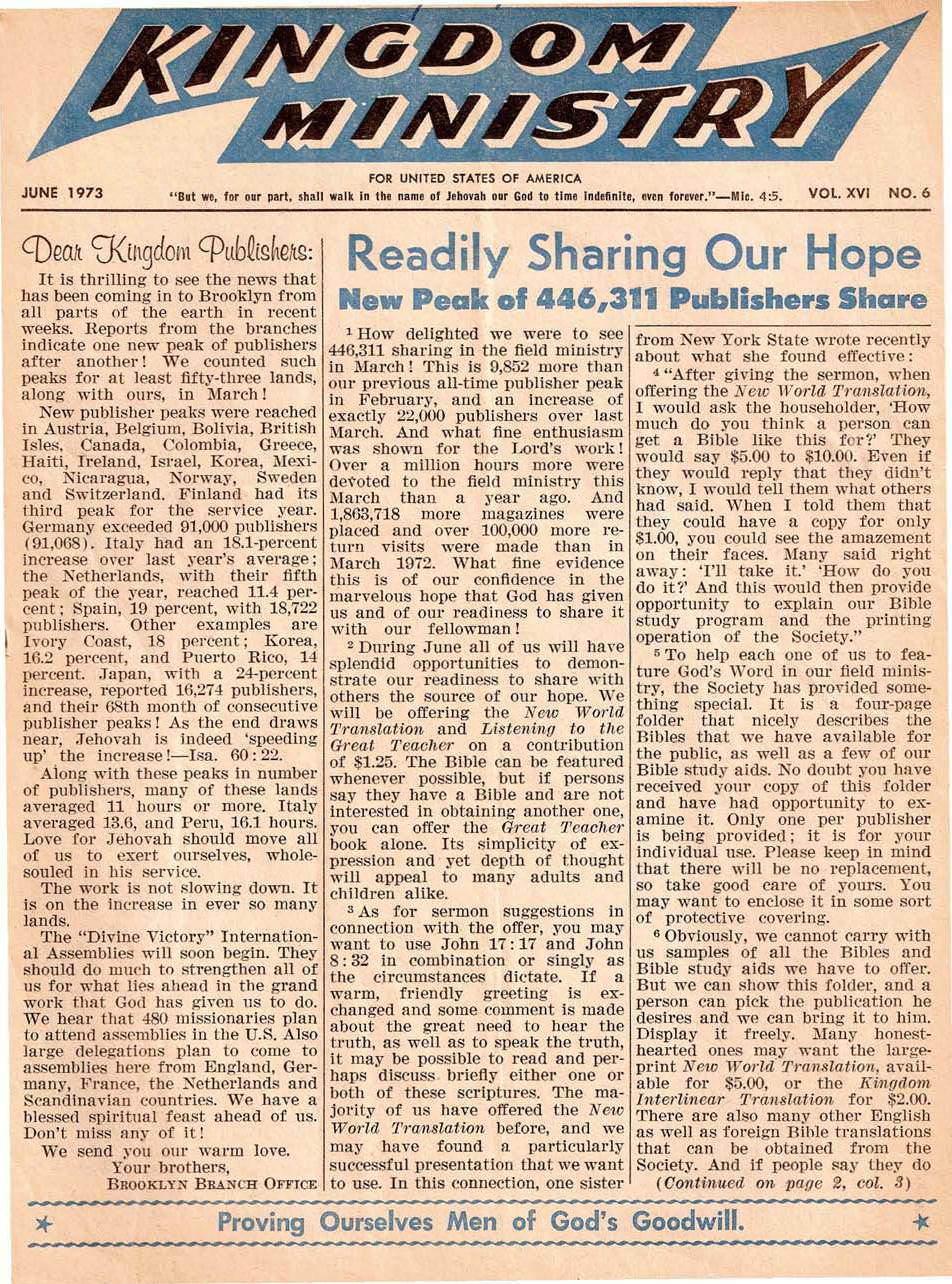 KINGDOM
MINISTRY
FOR UNITED STATES OF AMERICA
JUNE 1973 "But we, for our part, shall walk in the name of Jehovah our God to time indefinite, even forever."—Mic. 4:5. VOL. XVI NO. 6
Dear Kingdom Publishers:
It is thrilling to see the news that
has been coming in to Brooklyn from
all parts of the earth in recent
weeks. Reports from the branches
indicate one new peak of publishers
after another! We counted such
peaks for at least fifty-three lands,
along with ours, in March!
New publisher peaks were reached
in Austria, Belgium, Bolivia, British
Isles, Canada, Colombia, Greece,
Haiti, Ireland, Israel, Korea, Mexi-
co, Nicaragua, Norway, Sweden
and Switzerland. Finland had its
third peak for the service year.
Germany exceeded 91,000 publishers
(91,068). Italy had an 18.1-percent
increase over last year's average;
the Netherlands, with their fifth
peak of the year, reached 11.4 per-
cent; Spain, 19 percent, with 18,722
publishers. Other examples are
Ivory Coast, 18 percent; Korea,
16.2 percent, and Puerto Rico, 14
percent. Japan, with a 24-percent
increase, reported 16,274 publishers,
and their 68th month of consecutive
publisher peaks! As the end draws
near, Jehovah is indeed 'speeding
up' the increase!—Isa. 60:22.
Along with these peaks in number
of publishers, many of these lands
averaged 11 hours or more. Italy
averaged 13.6, and Peru, 16.1 hours.
Love for Jehovah should move all
of us to exert ourselves, whole-
souled in his service.
The work is not slowing down. It
is on the increase in ever so many
lands.
The "Divine Victory" Internation-
al Assemblies will soon begin. They
should do much to strengthen all of
us for what lies ahead in the grand
work that God has given us to do.
We hear that 480 missionaries plan
to attend assemblies in the U.S. Also
large delegations plan to come to
assemblies here from England, Ger-
many, France, the Netherlands and
Scandinavian countries. We have a
blessed spiritual feast ahead of us.
Don't miss any of it!
We send you our warm love.
Your brothers,
BROOKLYN BRANCH OFFICE
Readily Sharing Our Hope
New Peak of 446,311 Publishers Share
1 How delighted we were to see
446,311 sharing in the field ministry
in March! This is 9,852 more than
our previous all-time publisher peak
in February, and an increase of
exactly 22,000 publishers over last
March. And what fine enthusiasm
was shown for the Lord's work!
Over a million hours more were
devoted to the field ministry this
March than a year ago. And
1,863,718 more magazines were
placed and over 100,000 more re-
turn visits were made than in
March 1972. What fine evidence
this is of our confidence in the
marvelous hope that God has given
us and of our readiness to share it
with our fellowman!
2 During June all of us will have
splendid opportunities to demon-
strate our readiness to share with
others the source of our hope. We
will be offering the New World
Translation and Listening to the
Great Teacher on a contribution
of $1.25. The Bible can be featured
whenever possible, but if persons
say they have a Bible and are not
interested in obtaining another one,
you can offer the Great Teacher
book alone. Its simplicity of ex-
pression and yet depth of thought
will appeal to many adults and
children alike.
3 As for sermon suggestions in
connection with the offer, you may
want to use John 17:17 and John
8:32 in combination or singly as
the circumstances dictate. If a
warm, friendly greeting is ex-
changed and some comment is made
about the great need to hear the
truth, as well as to speak the truth,
it may be possible to read and per-
haps discuss briefly either one or
both of these scriptures. The ma-
jority of us have offered the New
World Translation before, and we
may have found a particularly
successful presentation that we want
to use. In this connection, one sister
from New York State wrote recently
about what she found effective:
4 "After giving the sermon, when
offering the New World Translation,
I would ask the householder, 'How
much do you think a person can
get a Bible like this for?' They
would say $5.00 to $10.00. Even if
they would reply that they didn't
know, I would tell them what others
had said. When I told them that
they could have a copy for only
$1.00, you could see the amazement
on their faces. Many said right
away: 'I'll take it.' 'How do you
do it?' And this would then provide
opportunity to explain our Bible
study program and the printing
operation of the Society."
5 To help each one of us to fea-
ture God's Word in our field minis-
try, the Society has provided some-
thing special. It is a four-page
folder that nicely describes the
Bibles that we have available for
the public, as well as a few of our
Bible study aids. No doubt you have
received your copy of this folder
and have had opportunity to ex-
amine it. Only one per publisher
is being provided; it is for your
individual use. Please keep in mind
that there will be no replacement,
so take good care of yours. You
may want to enclose it in some sort
of protective covering.
6 Obviously, we cannot carry with
us samples of all the Bibles and
Bible study aids we have to offer.
But we can show this folder, and a
person can pick the publication he
desires and we can bring it to him.
Display it freely. Many honest-
hearted ones may want the large-
print New World Translation, avail-
able for $5.00, or the Kingdom
Interlinear Translation for $2.00.
There are also many other English
as well as foreign Bible translations
that can be obtained from the
Society. And if people say they do
(Continued on page 2, col. 3)
* Proving Ourselves Men of God's Goodwill. *